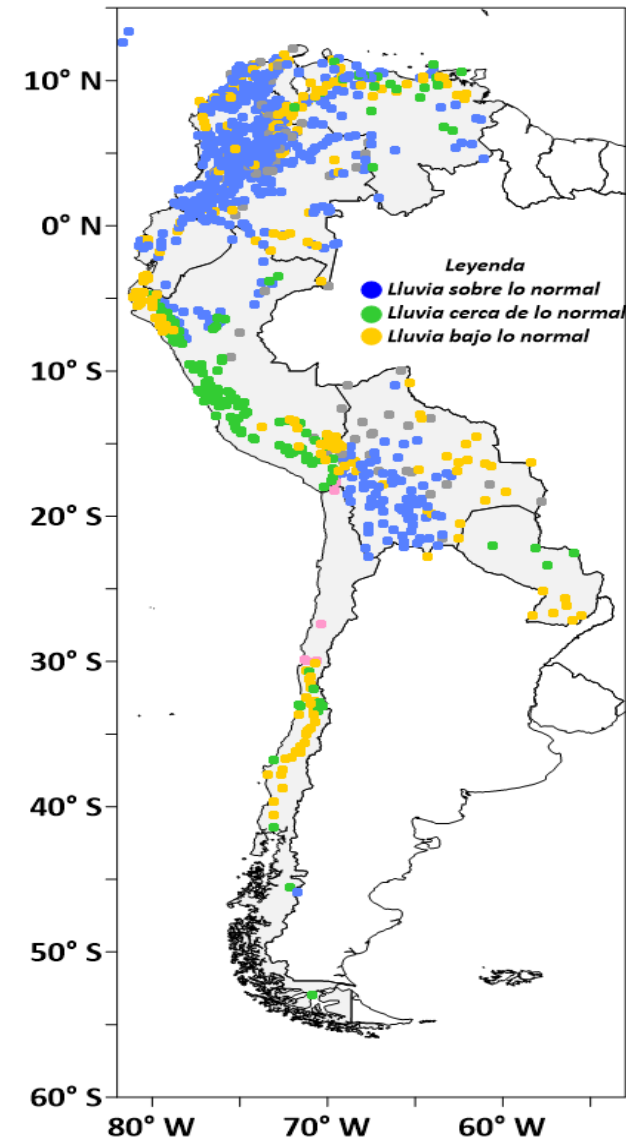 10° N
0° N
Leyenda
Lluvia sobre lo normal
Lluvia cerca de lo normal
Lluvia bajo lo normal
10° S
20° S
30° S
40° S
50° S
60° S
80° W 70° W 60° W